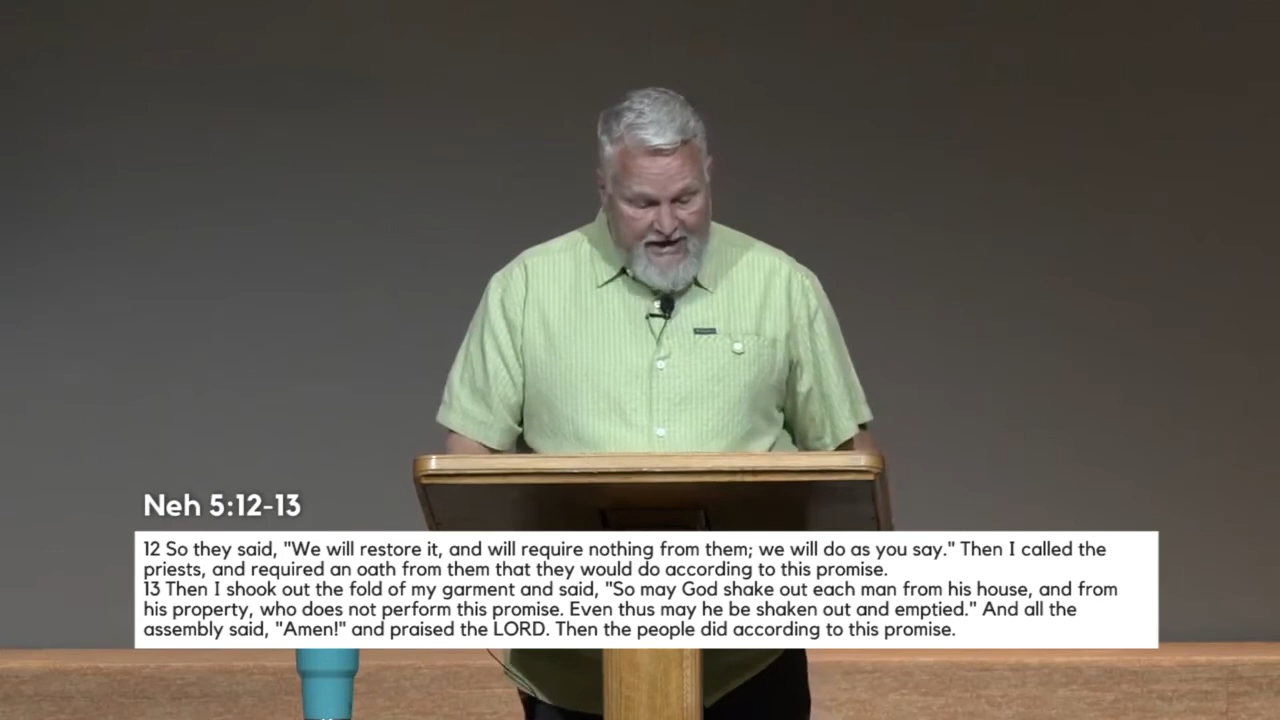 Neh 5:12-13
12 So they said, "We will restore it, and will require nothing from them; we will do as you say." Then I called the
priests, and required an oath from them that they would do according to this promise.
13 Then I shook out the fold of my garment and said, "So may God shake out each man from his house, and from
his property, who does not perform this promise. Even thus may he be shaken out and emptied." And all the
assembly said, "Amen!" and praised the LORD. Then the people did according to this promise.